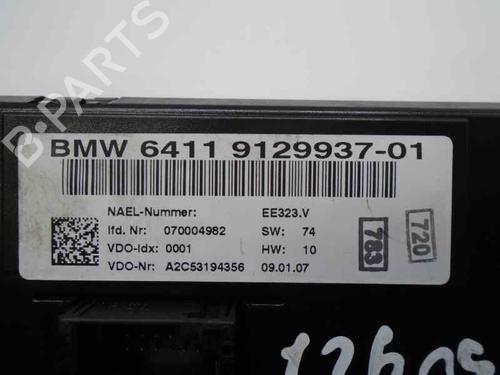 BMW 6411 9129937-01
NAEL-Nummer: EE323.V
lfd. Nr: 070004982 SW: 74
VDO-Idx: 0001 HW: 10
VDO-Nr: A2C53194356 09.01.07
783
720
B-PARTS